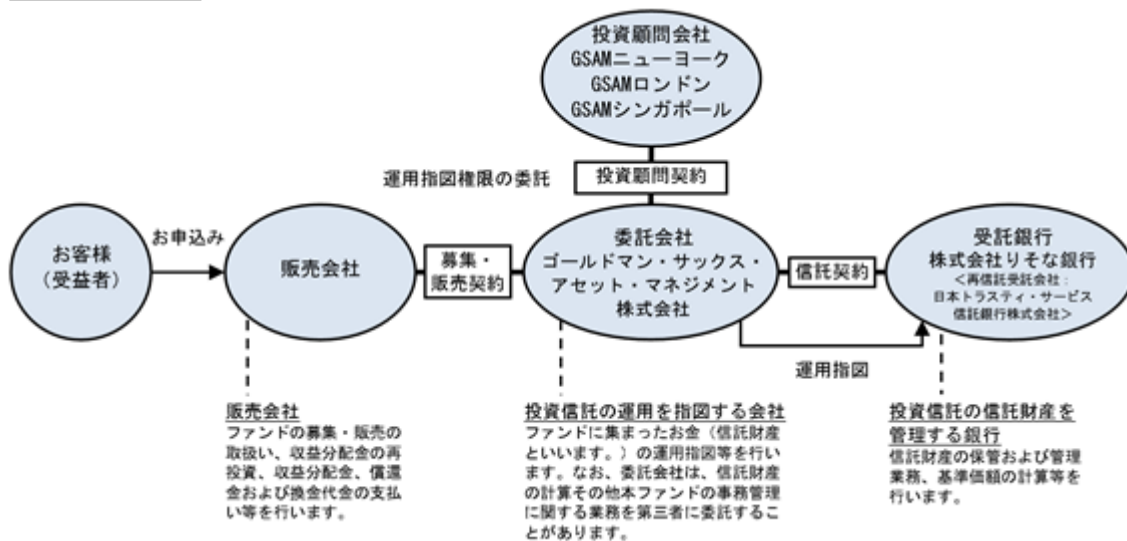 投資顧問会社
GSAMニューヨーク
GSAMロンドン
GSAMシンガポール
運用指図権限の委託
投資顧問契約
お客様
（受益者）
お申込み
販売会社
募集・
販売契約
委託会社
ゴールドマン・サックス・
アセット・マネジメント
株式会社
信託契約
受託銀行
株式会社りそな銀行
＜再信託受託会社：
日本トラスティ・サービス
信託銀行株式会社＞
運用指図
販売会社
ファンドの募集・販売の
取扱い、収益分配金の再
投資、収益分配金、償還
金および換金代金の支払
い等を行います。
投資信託の運用を指図する会社
ファンドに集まったお金（信託財産
といいます。）の運用指図等を行い
ます。なお、委託会社は、信託財産
の計算その他本ファンドの事務管理
に関する業務を第三者に委託するこ
とがあります。
投資信託の信託財産を
管理する銀行
信託財産の保管および管理
業務、基準価額の計算等を
行います。